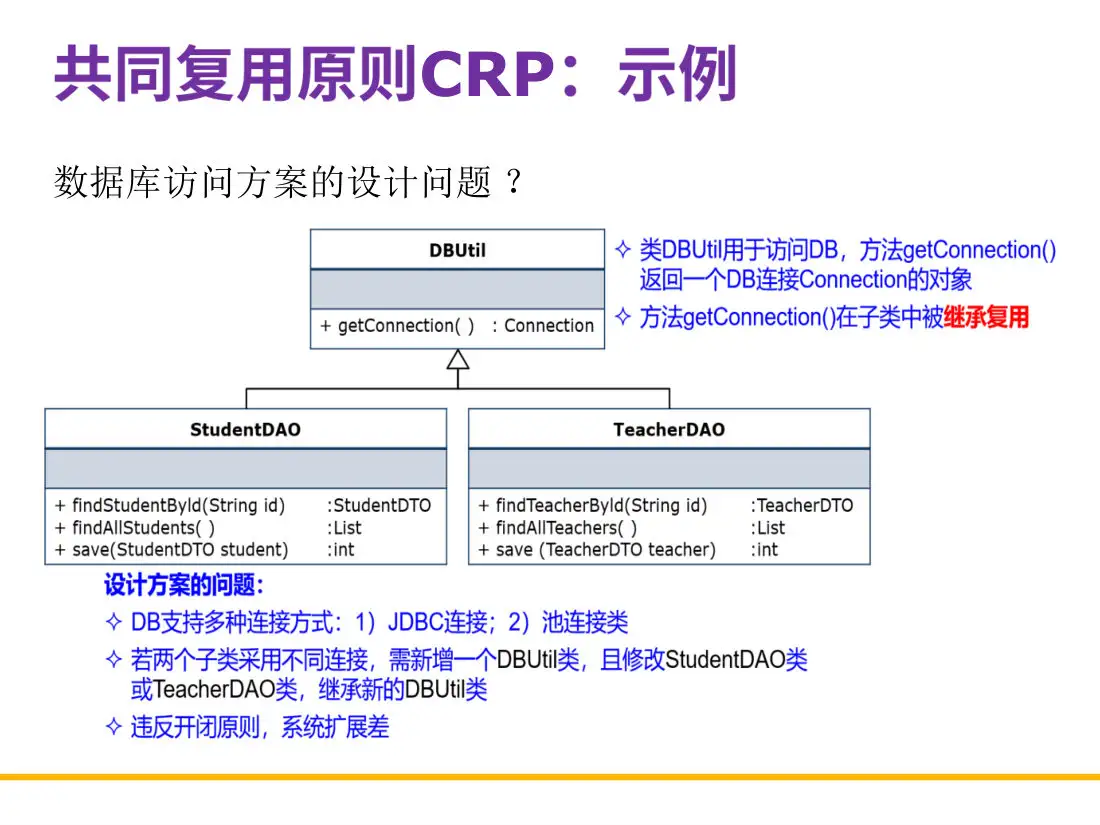 共同复用原则CRP：示例
数据库访问方案的设计问题？
DBUtil
+ getConnection( ) : Connection
✧ 类DBUtil用于访问DB，方法getConnection()
返回一个DB连接Connection的对象
✧ 方法getConnection()在子类中被继承复用
StudentDAO
+ findStudentByld(String id) :StudentDTO
+ findAllStudents( ) :List
+ save(StudentDTO student) :int
TeacherDAO
+ findTeacherByld(String id) :TeacherDTO
+ findAllTeachers( ) :List
+ save (TeacherDTO teacher) :int
设计方案的问题：
✧ DB支持多种连接方式：1）JDBC连接；2）池连接类
✧ 若两个子类采用不同连接，需新增一个DBUtil类，且修改StudentDAO类
或TeacherDAO类，继承新的DBUtil类
✧ 违反开闭原则，系统扩展差